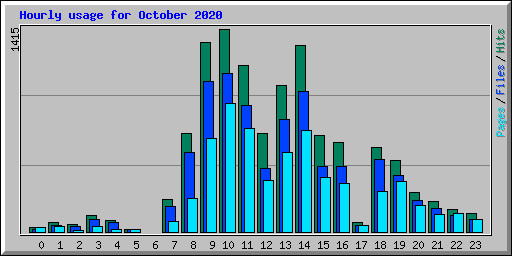 Hourly usage for October 2020
1415
Pages/Files/Hits
0 1 2 3 4 5 6 7 8 9 10 11 12 13 14 15 16 17 18 19 20 21 22 23